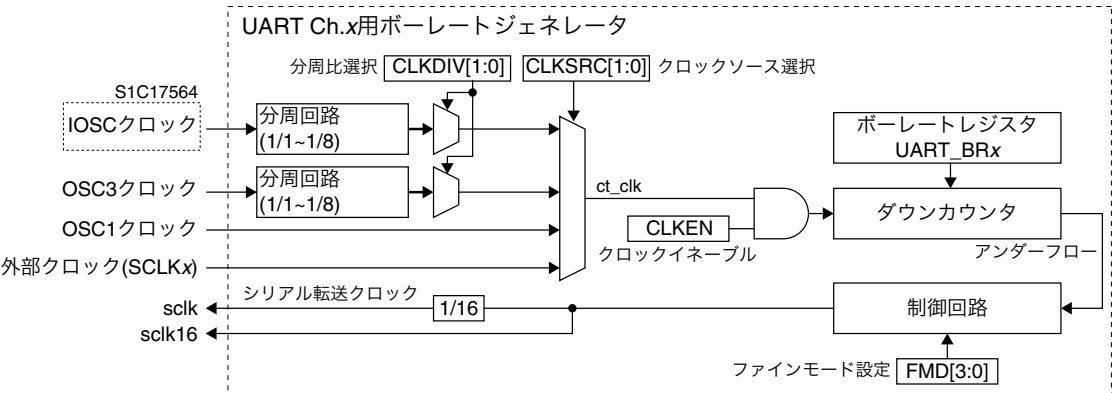 UART Ch.x用ボーレートジェネレータ
分周比選択 CLKDIV[1:0] CLKSRC[1:0] クロックソース選択
S1C17564
IOSCクロック
分周回路
(1/1~1/8)
ボーレートレジスタ
UART_BRx
OSC3クロック
分周回路
(1/1~1/8)
ct_clk
ダウンカウンタ
OSC1クロック
CLKEN
クロックイネーブル
アンダーフロー
外部クロック(SCLKx)
シリアル転送クロック
sclk
1/16
制御回路
sclk16
ファインモード設定 FMD[3:0]